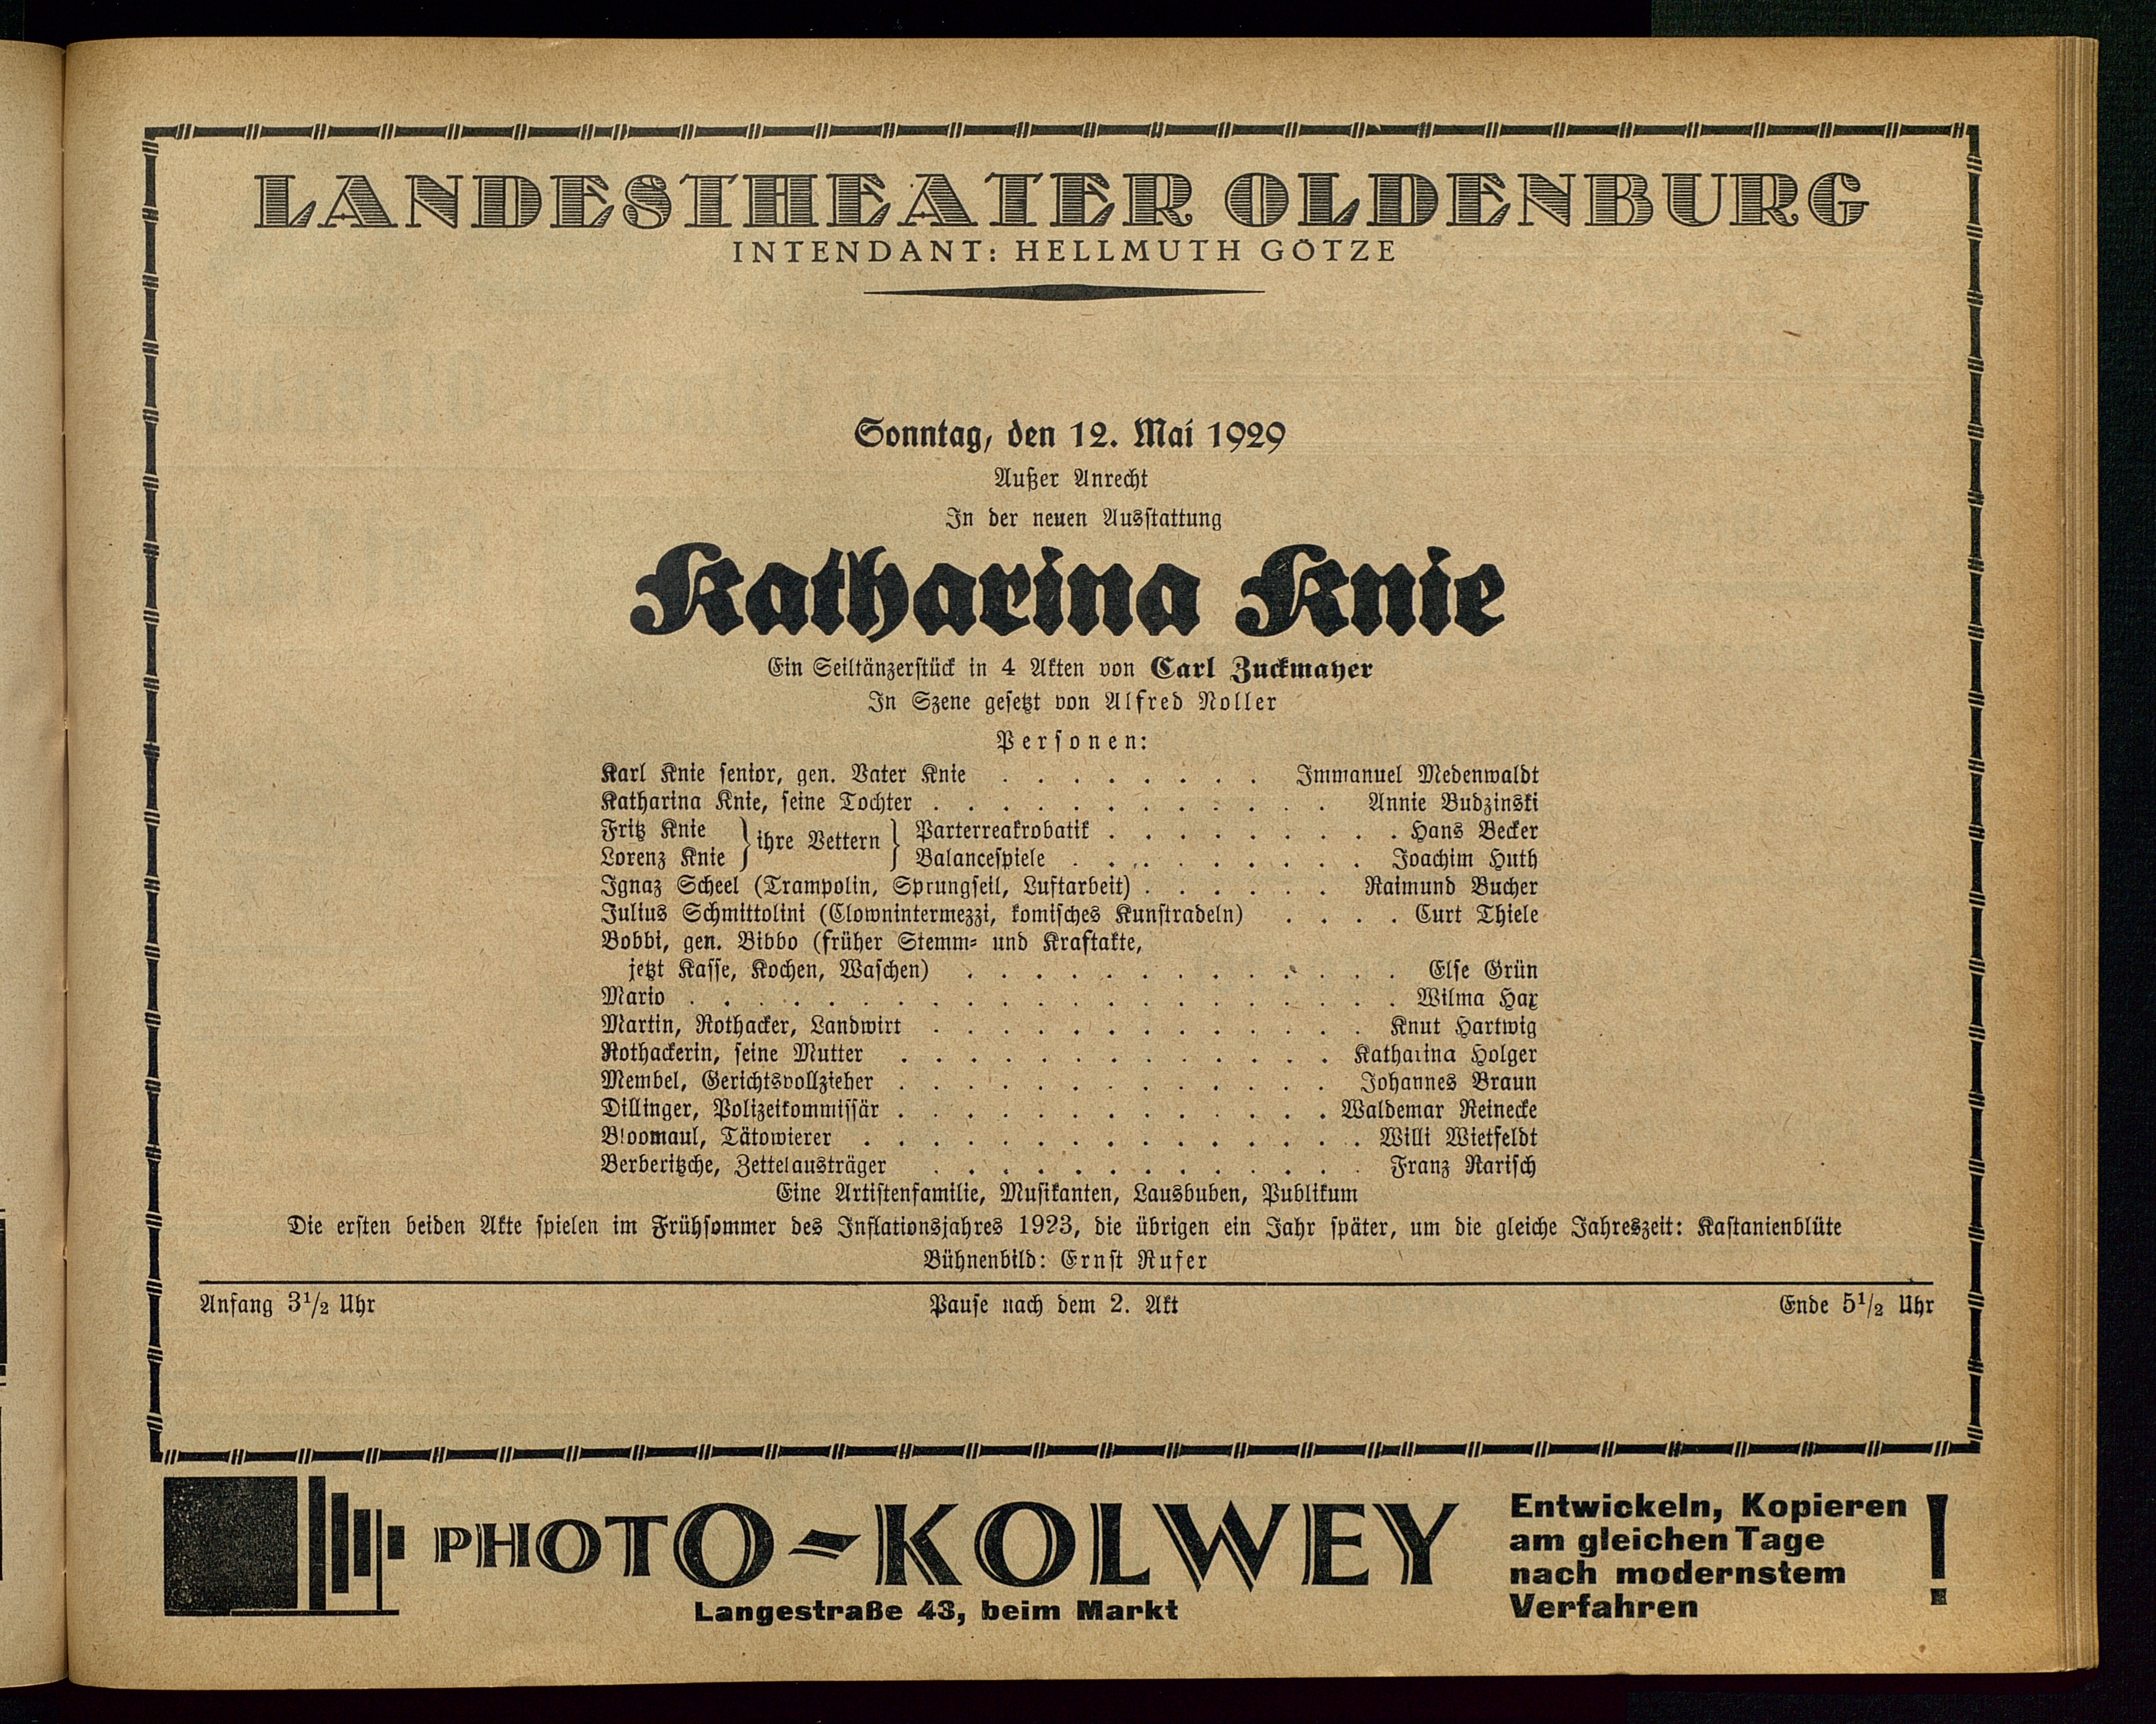 LANDESTHEATER OLDENBURG
INTENDANT: HELLMUTH GÖTZE
Sonntag, den 12. Mai 1929
Außer Anrecht
In der neuen Ausstattung
Katharina Knie
Ein Seiltänzerstück in 4 Akten von Carl Zuckmayer
In Szene gesetzt von Alfred Noller
Personen:
Karl Knie senior, gen. Vater Knie . . . . . . . . Immanuel Medenwaldt
Katharina Knie, seine Tochter . . . . . . . . . . . . Annie Budzinski
Fritz Knie } ihre Vettern } Parterreakrobatik . . . . . . . . . Hans Becker
Lorenz Knie } ihre Vettern } Balancespiele . . . . . . . . . Joachim Huth
Ignaz Scheel (Trampolin, Sprungseil, Luftarbeit) . . . . . . Raimund Bucher
Julius Schmittolini (Clownintermezzi, komisches Kunstradeln) . . . . Curt Thiele
Bobbi, gen. Bibbo (früher Stemm- und Kraftakte,
jetzt Kasse, Kochen, Waschen) . . . . . . . . . . . . . Else Grün
Mario . . . . . . . . . . . . . . . . . . . . . Wilma Hax
Martin, Rothacker, Landwirt . . . . . . . . . . . . . Knut Hartwig
Rothackerin, seine Mutter . . . . . . . . . . . . . Katharina Holger
Membel, Gerichtsvollzieher . . . . . . . . . . . . . Johannes Braun
Dillinger, Polizeikommissär . . . . . . . . . . . . . Waldemar Reinecke
Bloomaul, Tätowierer . . . . . . . . . . . . . . . Willi Wietfeldt
Berberitzche, Zettelausträger . . . . . . . . . . . . . Franz Rarisch
Eine Artistenfamilie, Musikanten, Lausbuben, Publikum
Die ersten beiden Akte spielen im Frühsommer des Inflationsjahres 1923, die übrigen ein Jahr später, um die gleiche Jahreszeit: Kastanienblüte
Bühnenbild: Ernst Rufer
Anfang 3½ Uhr Pause nach dem 2. Akt Ende 5½ Uhr
PHOTO-KOLWEY
Langestraße 43, beim Markt
Entwickeln, Kopieren
am gleichen Tage
nach modernstem
Verfahren !